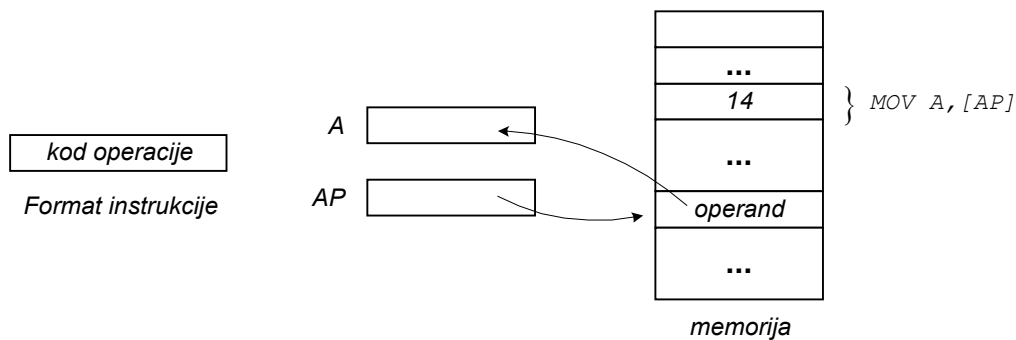 kod operacije
Format instrukcije
A
AP
...
14
} MOV A,[AP]
...
operand
...
memorija